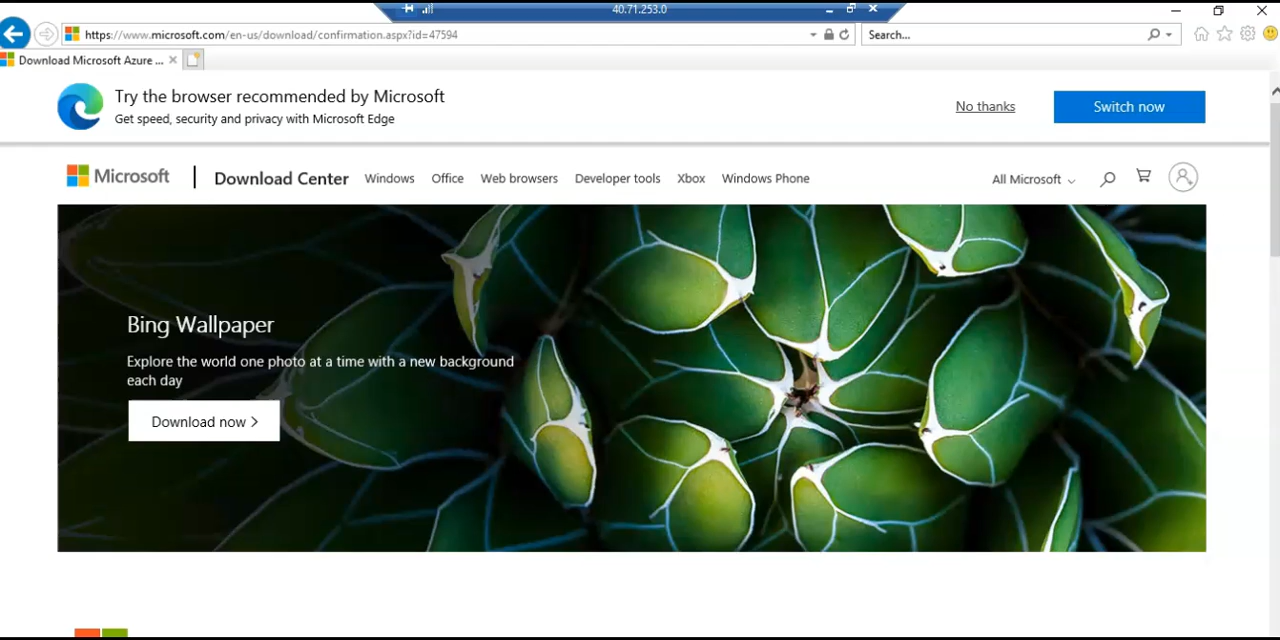 40.71.253.0
https://www.microsoft.com/en-us/download/confirmation.aspx?id=47594
Search...
Download Microsoft Azure ...
Try the browser recommended by Microsoft
Get speed, security and privacy with Microsoft Edge
No thanks
Switch now
Microsoft
Download Center
Windows
Office
Web browsers
Developer tools
Xbox
Windows Phone
All Microsoft
Bing Wallpaper
Explore the world one photo at a time with a new background
each day
Download now